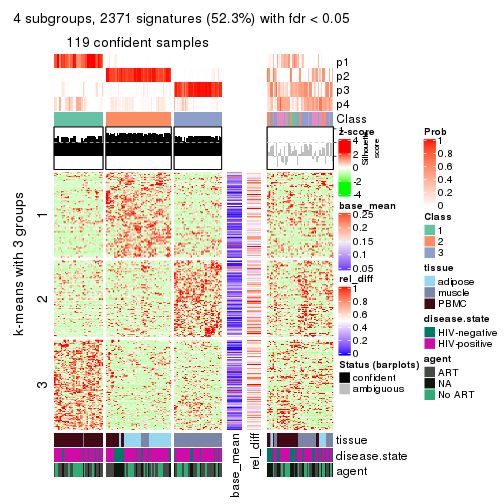 4 subgroups, 2371 signatures (52.3%) with fdr < 0.05
119 confident samples
p1
p2
p3
p4
Class
z-score
4
2
0
-2
-4
Silhouette
score
base_mean
0.25
0.2
0.15
0.1
0.05
rel_diff
1
0.8
0.6
0.4
0.2
0
Status (barplots)
confident
ambiguous
Prob
1
0.8
0.6
0.4
0.2
0
Class
1
2
3
tissue
adipose
muscle
PBMC
disease.state
HIV-negative
HIV-positive
agent
ART
NA
No ART
k-means with 3 groups
1
2
3
tissue
disease.state
agent
base_mean
rel_diff